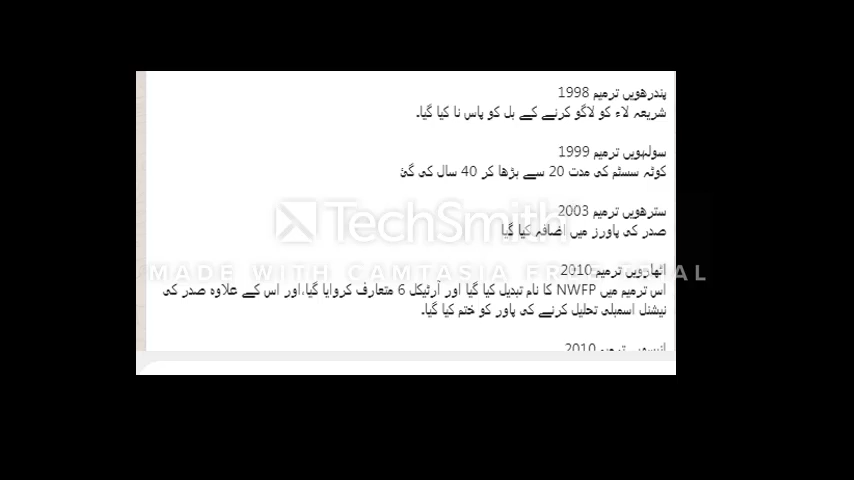 پندرھویں ترمیم 1998
شریعہ لاء کو لاگو کرنے کے بل کو پاس نا کیا گیا۔
سولہویں ترمیم 1999
کوٹہ سسٹم کی مدت 20 سے بڑھا کر 40 سال کی گئ
سترھویں ترمیم 2003
صدر کی پاورز میں اضافہ کیا گیا
TechSmith
MADE WITH CAMTASIA FREE TRIAL
اٹھارویں ترمیم 2010
اس ترمیم میں NWFP کا نام تبدیل کیا گیا اور آرٹیکل 6 متعارف کروایا گیا،اور اس کے علاوہ صدر کی
نیشنل اسمبلی تحلیل کرنے کی پاور کو ختم کیا گیا۔
انیسویں ترمیم 2010